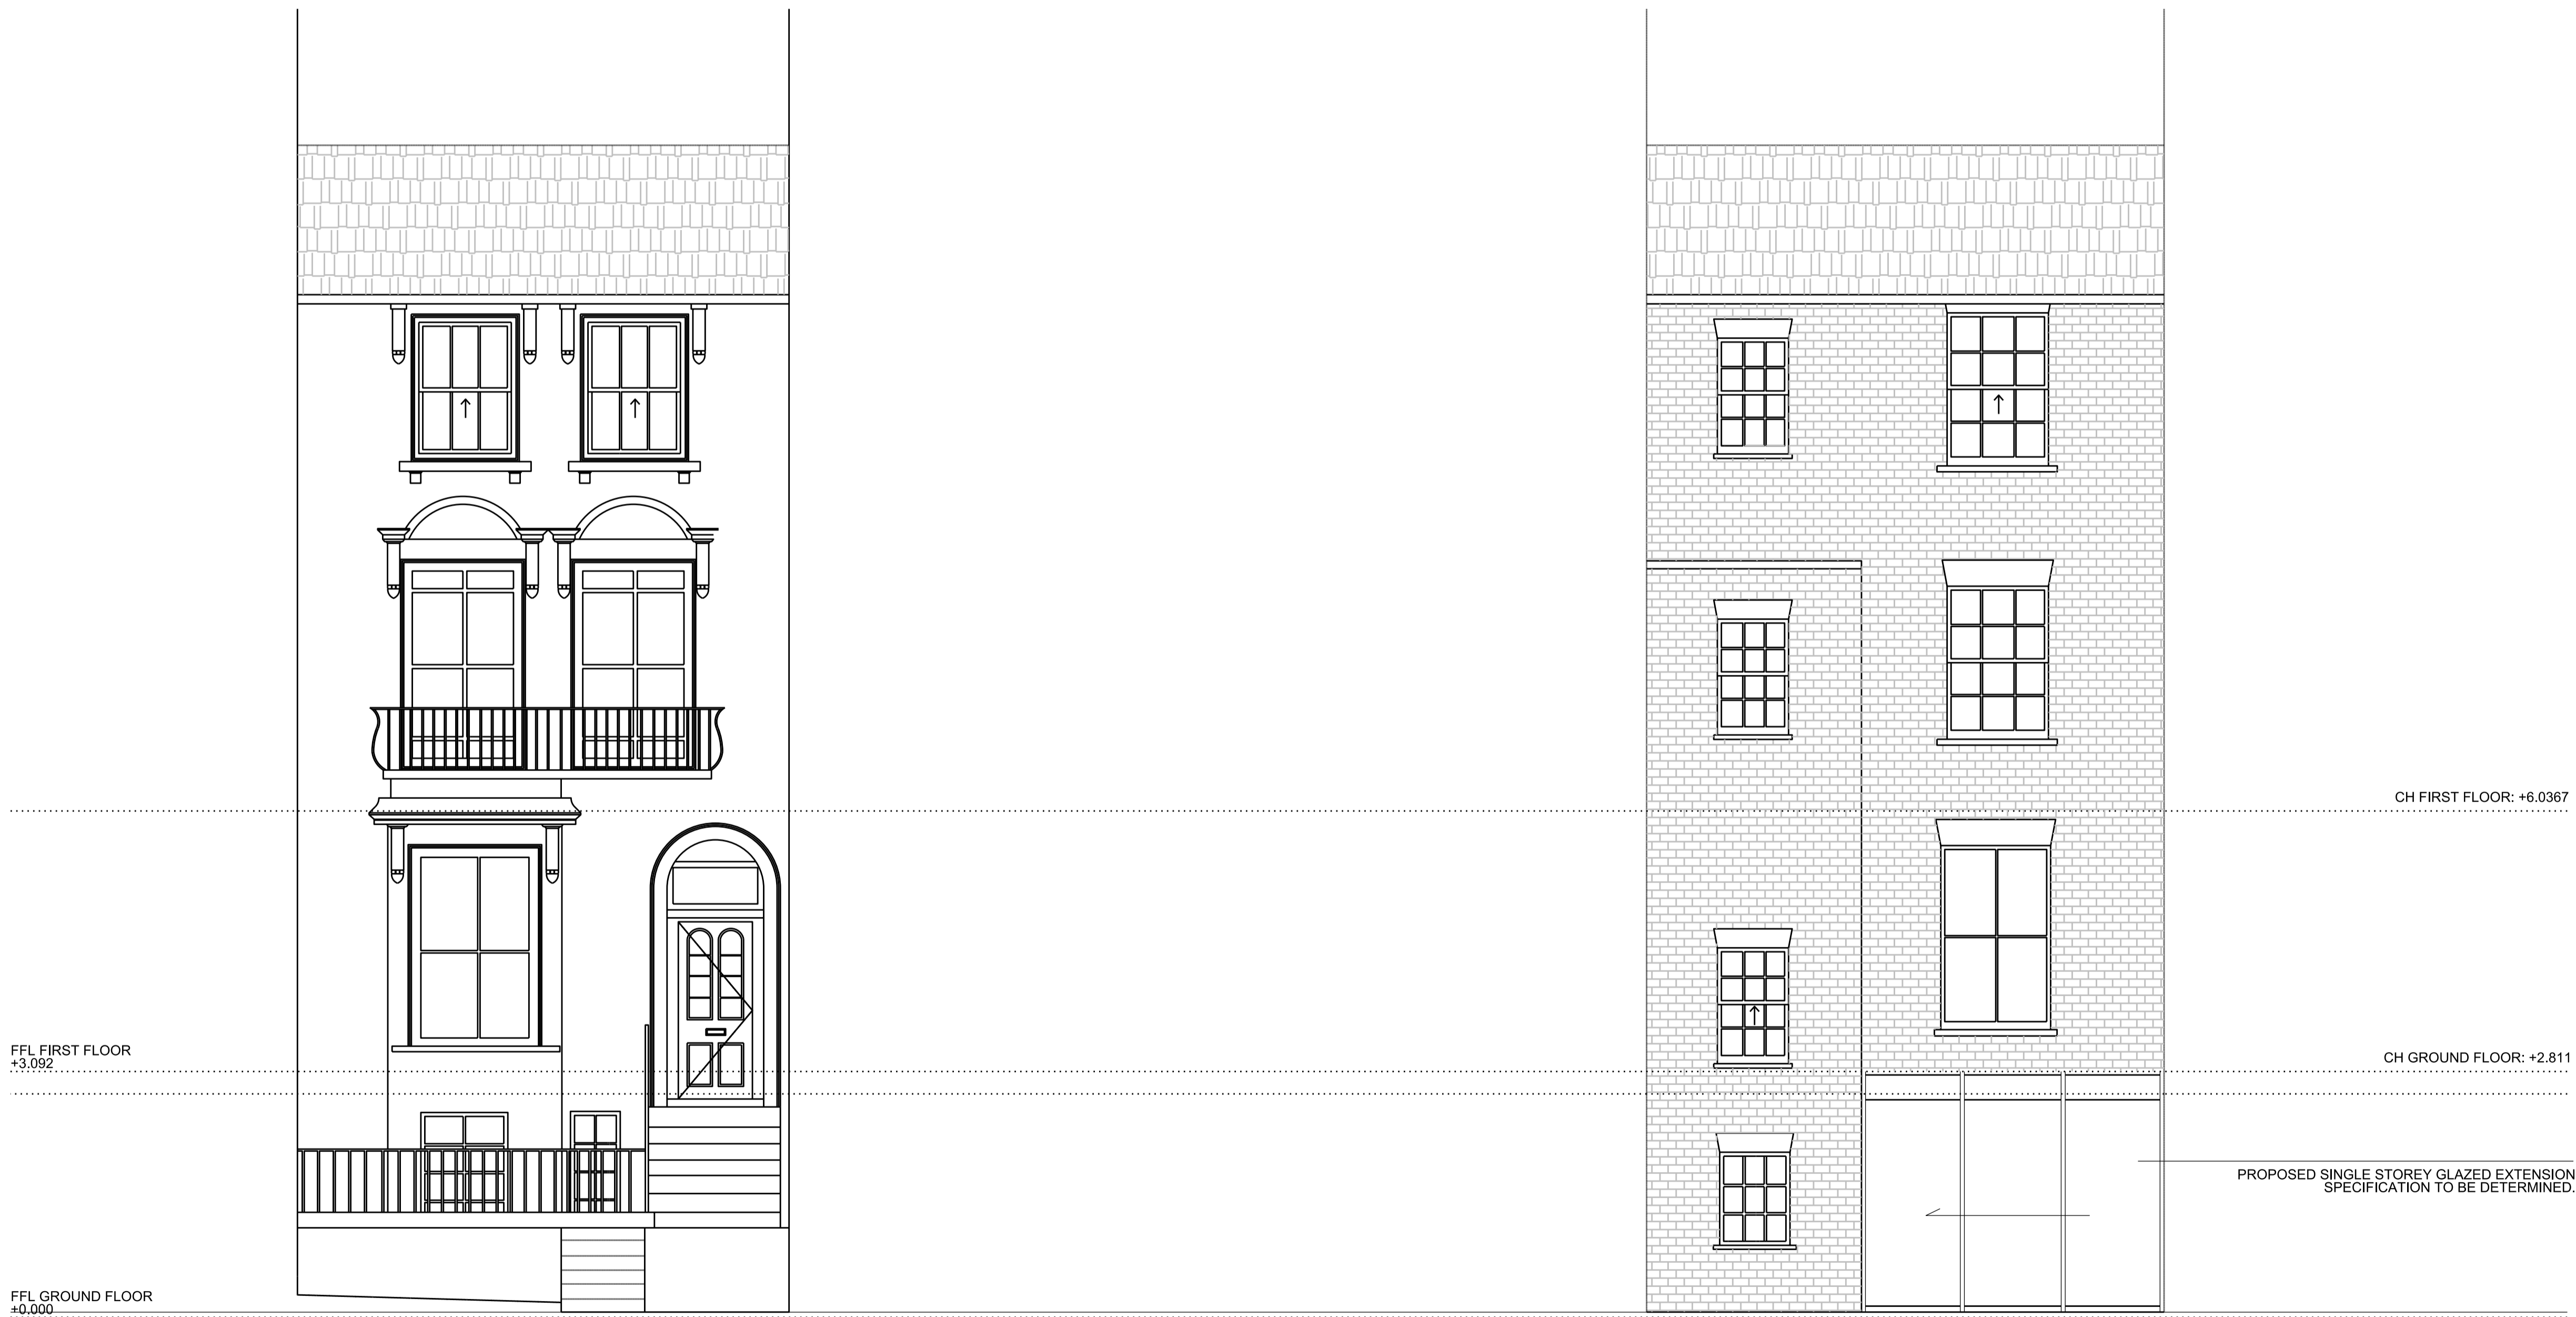 CH FIRST FLOOR: +6.0367
FFL FIRST FLOOR
+3.092
CH GROUND FLOOR: +2.811
PROPOSED SINGLE STOREY GLAZED EXTENSION
SPECIFICATION TO BE DETERMINED.
FFL GROUND FLOOR
+0.000